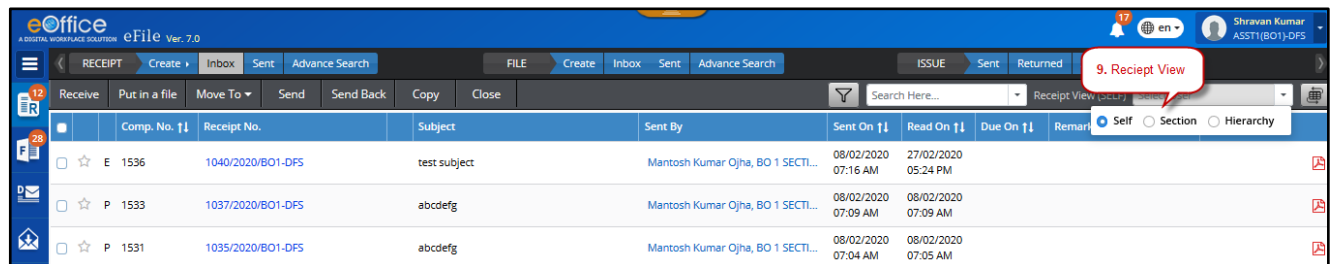 eOffice
A DIGITAL WORKPLACE SOLUTION eFile Ver. 7.0
17 en Shravan Kumar
ASST1(BO1)-DFS
RECEIPT Create Inbox Sent Advance Search FILE Create Inbox Sent Advance Search ISSUE Sent Returned
9. Reciept View
12 Receive Put in a file Move To Send Send Back Copy Close Search Here... Receipt View (SELF)
Self Section Hierarchy
Comp. No. Receipt No. Subject Sent By Sent On Read On Due On Remark
28
E 1536 1040/2020/BO1-DFS test subject Mantosh Kumar Ojha, BO 1 SECTI... 08/02/2020 27/02/2020
07:16 AM 05:24 PM
P 1533 1037/2020/BO1-DFS abcdefg Mantosh Kumar Ojha, BO 1 SECTI... 08/02/2020 08/02/2020
07:09 AM 07:09 AM
P 1531 1035/2020/BO1-DFS abcdefg Mantosh Kumar Ojha, BO 1 SECTI... 08/02/2020 08/02/2020
07:04 AM 07:05 AM